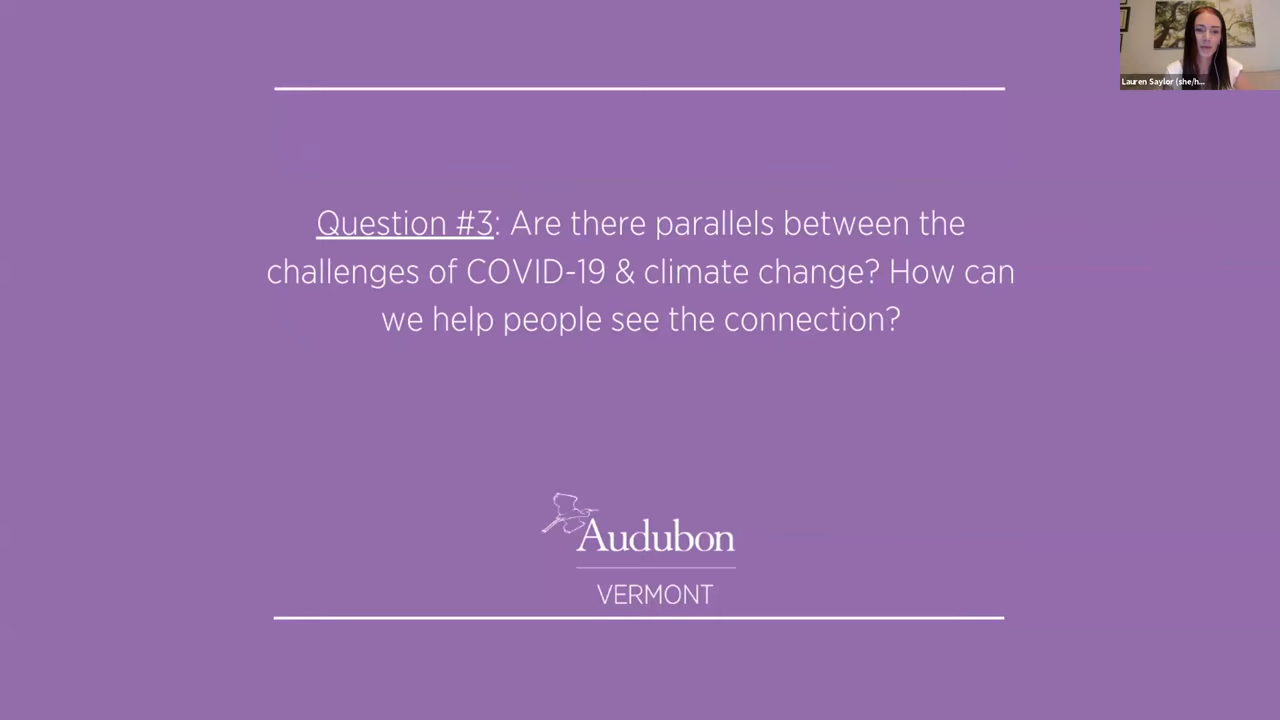 Lauren Saylor (she/h...
Question #3: Are there parallels between the
challenges of COVID-19 & climate change? How can
we help people see the connection?
Audubon
VERMONT